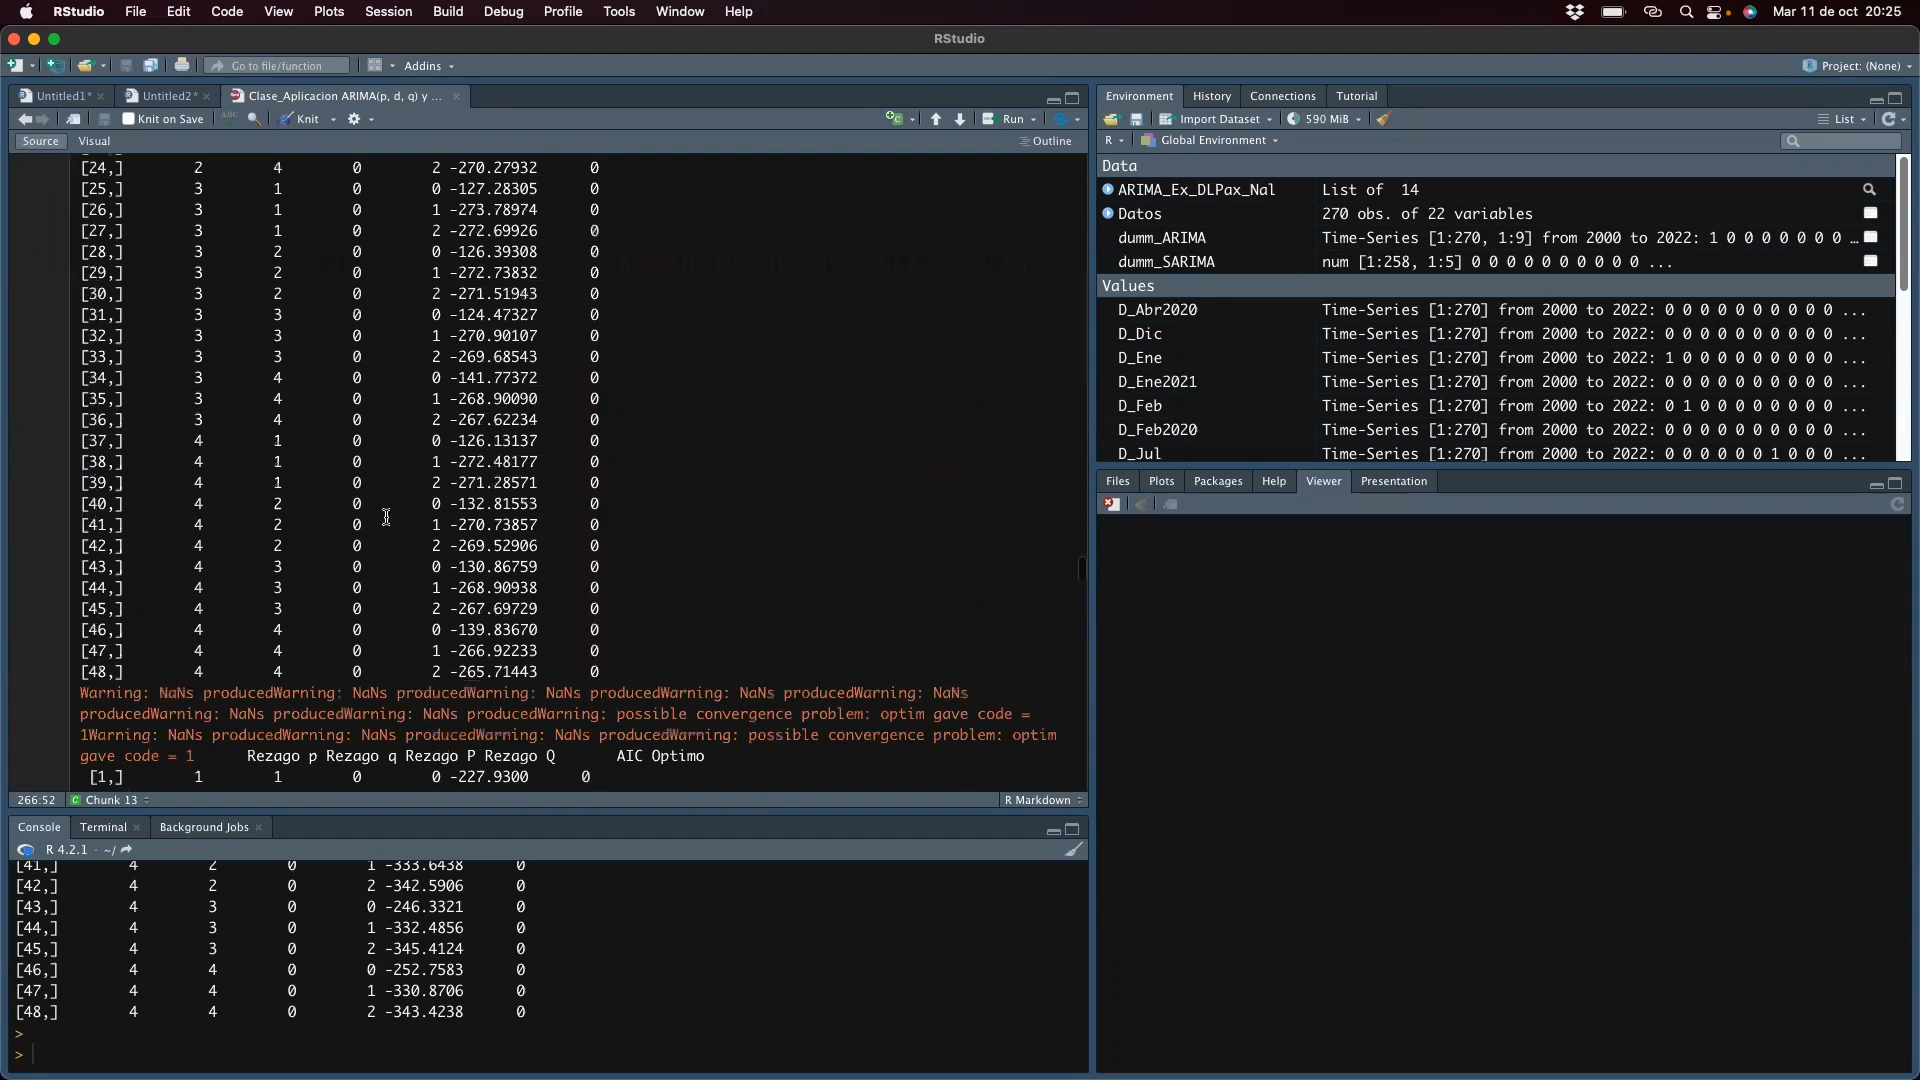 RStudio File Edit Code View Plots Session Build Debug Profile Tools Window Help Mar 11 de oct 20:25
RStudio
Go to file/function Addins Project: (None)
Untitled1* Untitled2* Clase_Aplicacion ARIMA(p, d, q) y ...
Knit on Save ABC Knit Run
Source Visual Outline
[24,] 2 4 0 2 -270.27932 0
[25,] 3 1 0 0 -127.28305 0
[26,] 3 1 0 1 -273.78974 0
[27,] 3 1 0 2 -272.69926 0
[28,] 3 2 0 0 -126.39308 0
[29,] 3 2 0 1 -272.73832 0
[30,] 3 2 0 2 -271.51943 0
[31,] 3 3 0 0 -124.47327 0
[32,] 3 3 0 1 -270.90107 0
[33,] 3 3 0 2 -269.68543 0
[34,] 3 4 0 0 -141.77372 0
[35,] 3 4 0 1 -268.90090 0
[36,] 3 4 0 2 -267.62234 0
[37,] 4 1 0 0 -126.13137 0
[38,] 4 1 0 1 -272.48177 0
[39,] 4 1 0 2 -271.28571 0
[40,] 4 2 0 0 -132.81553 0
[41,] 4 2 0 1 -270.73857 0
[42,] 4 2 0 2 -269.52906 0
[43,] 4 3 0 0 -130.86759 0
[44,] 4 3 0 1 -268.90938 0
[45,] 4 3 0 2 -267.69729 0
[46,] 4 4 0 0 -139.83670 0
[47,] 4 4 0 1 -266.92233 0
[48,] 4 4 0 2 -265.71443 0
Warning: NaNs producedWarning: NaNs producedWarning: NaNs producedWarning: NaNs producedWarning: NaNs
producedWarning: NaNs producedWarning: NaNs producedWarning: possible convergence problem: optim gave code =
1Warning: NaNs producedWarning: NaNs producedWarning: NaNs producedWarning: possible convergence problem: optim
gave code = 1 Rezago p Rezago q Rezago P Rezago Q AIC Optimo
[1,] 1 1 0 0 -227.9300 0
266:52 Chunk 13 R Markdown
Console Terminal Background Jobs
R 4.2.1 · ~/
[41,] 4 2 0 1 -333.6438 0
[42,] 4 2 0 2 -342.5906 0
[43,] 4 3 0 0 -246.3321 0
[44,] 4 3 0 1 -332.4856 0
[45,] 4 3 0 2 -345.4124 0
[46,] 4 4 0 0 -252.7583 0
[47,] 4 4 0 1 -330.8706 0
[48,] 4 4 0 2 -343.4238 0
>
>
Environment History Connections Tutorial
Import Dataset 590 MiB List
R Global Environment
Data
ARIMA_Ex_DLPax_Nal List of 14
Datos 270 obs. of 22 variables
dumm_ARIMA Time-Series [1:270, 1:9] from 2000 to 2022: 1 0 0 0 0 0 0 0 …
dumm_SARIMA num [1:258, 1:5] 0 0 0 0 0 0 0 0 0 0 ...
Values
D_Abr2020 Time-Series [1:270] from 2000 to 2022: 0 0 0 0 0 0 0 0 0 ...
D_Dic Time-Series [1:270] from 2000 to 2022: 0 0 0 0 0 0 0 0 0 ...
D_Ene Time-Series [1:270] from 2000 to 2022: 1 0 0 0 0 0 0 0 0 ...
D_Ene2021 Time-Series [1:270] from 2000 to 2022: 0 0 0 0 0 0 0 0 0 ...
D_Feb Time-Series [1:270] from 2000 to 2022: 0 1 0 0 0 0 0 0 0 ...
D_Feb2020 Time-Series [1:270] from 2000 to 2022: 0 0 0 0 0 0 0 0 0 ...
D_Jul Time-Series [1:270] from 2000 to 2022: 0 0 0 0 0 0 1 0 0 0 ...
Files Plots Packages Help Viewer Presentation